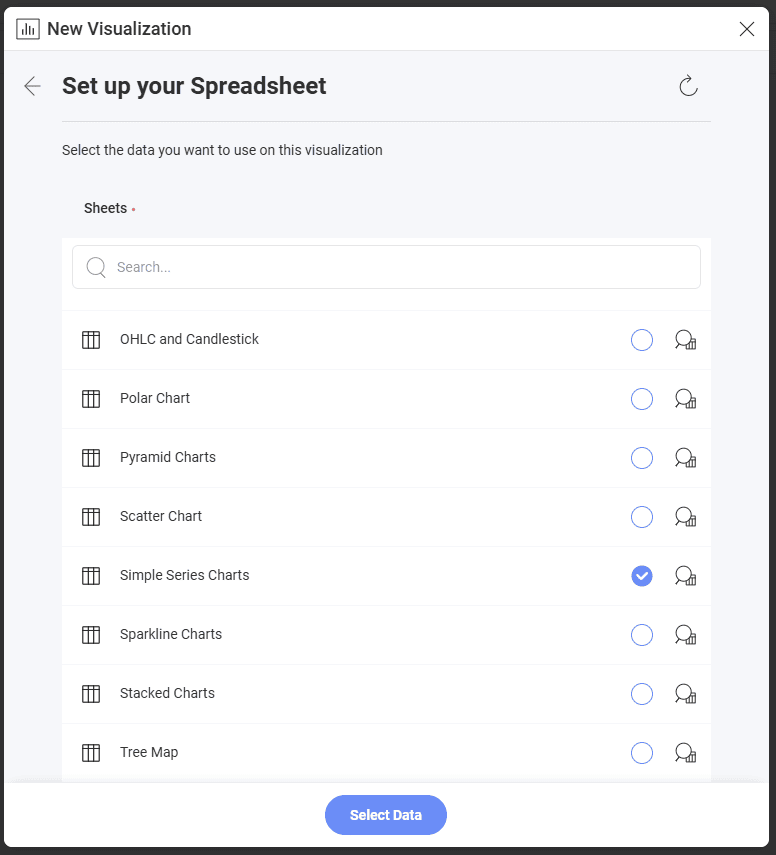 New Visualization
Set up your Spreadsheet
Select the data you want to use on this visualization
Sheets •
Search...
OHLC and Candlestick
Polar Chart
Pyramid Charts
Scatter Chart
Simple Series Charts
Sparkline Charts
Stacked Charts
Tree Map
Select Data